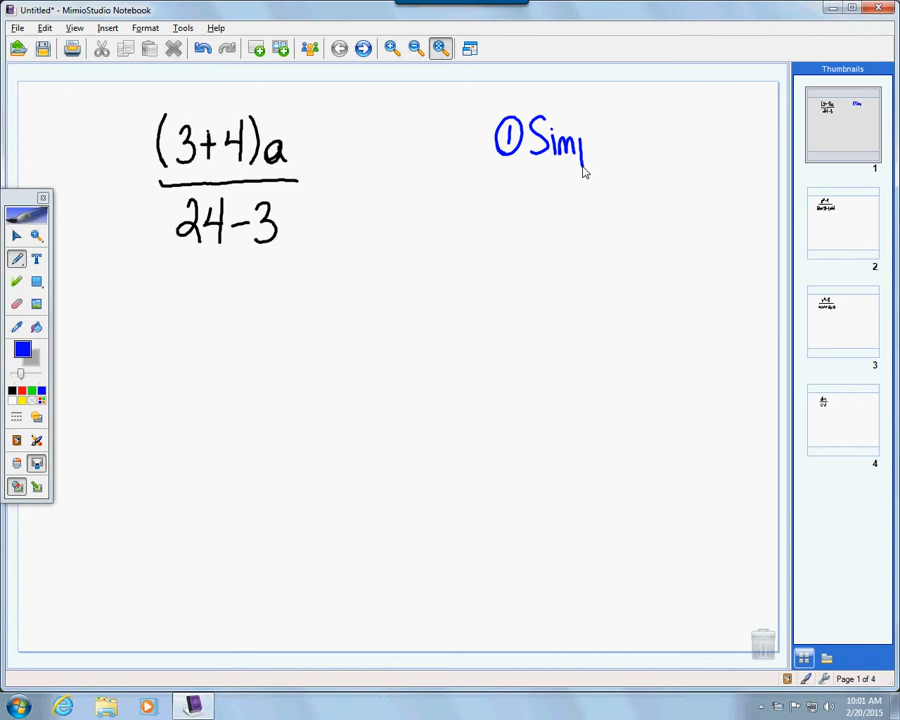 Untitled* - MimioStudio Notebook
File Edit View Insert Format Tools Help
Thumbnails
(3+4)a
24-3
① Simp
1
2
3
4
Page 1 of 4
10:01 AM
2/20/2015